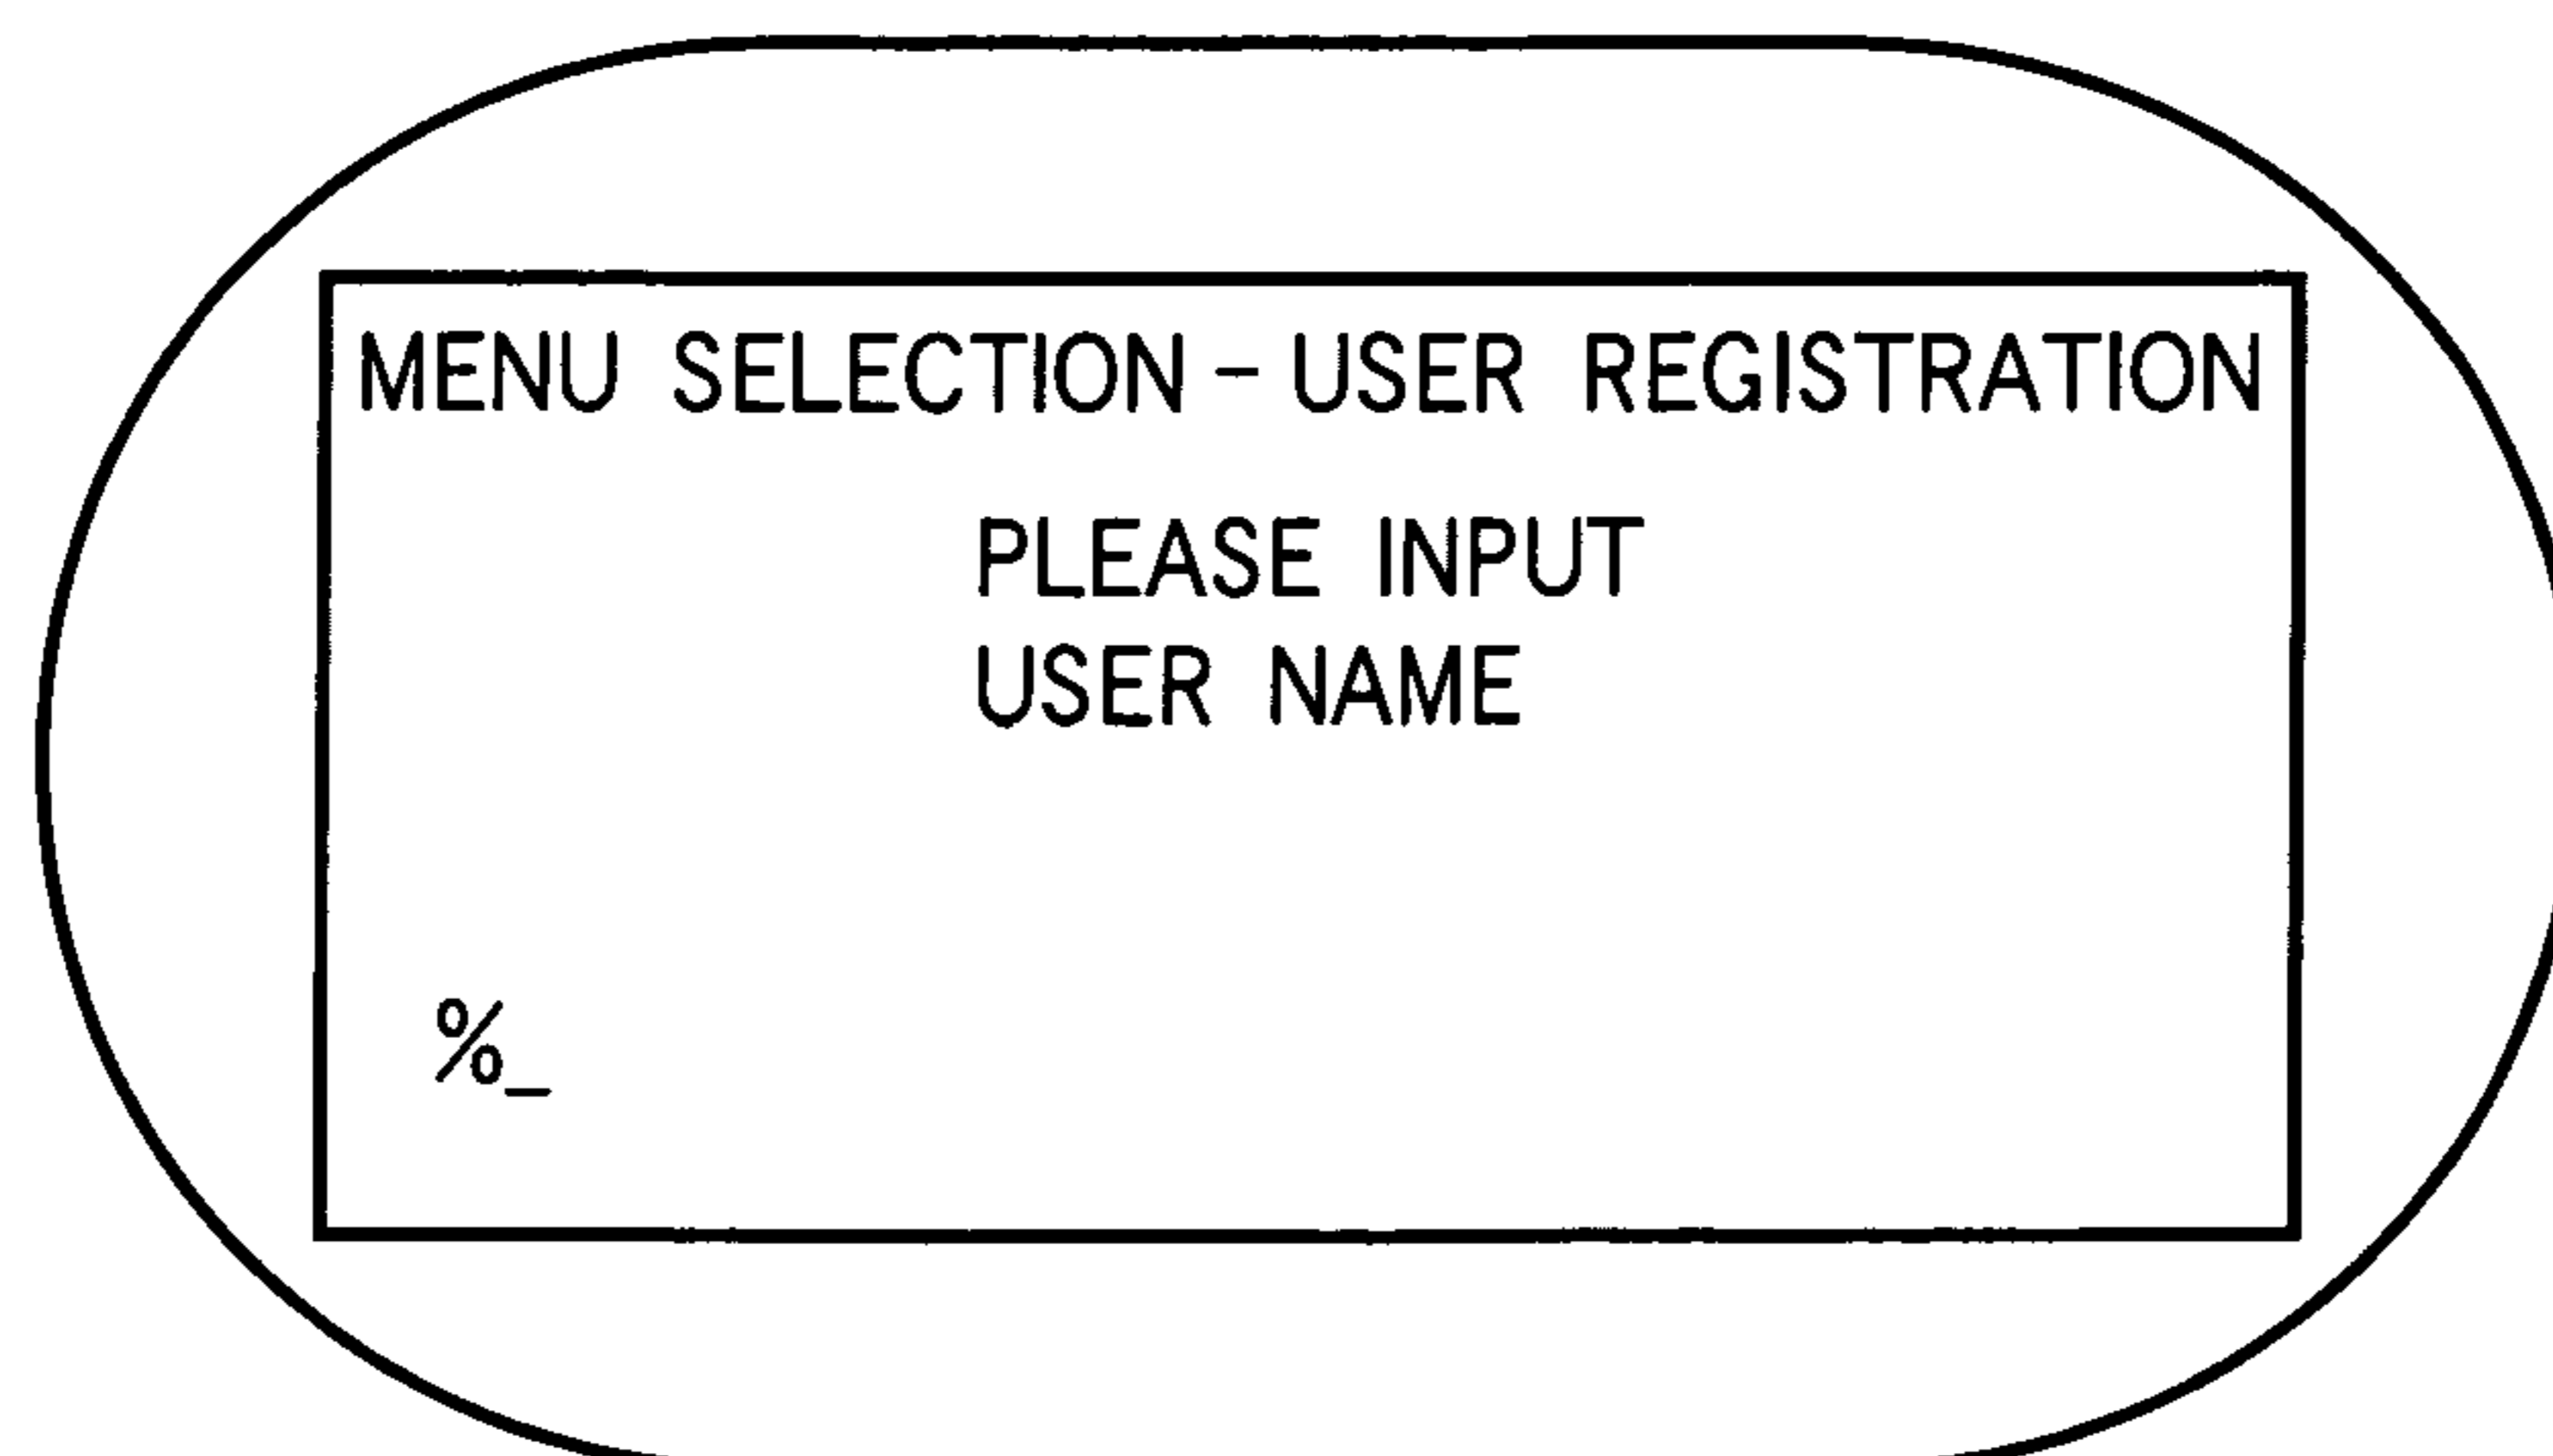 MENU SELECTION - USER REGISTRATION
PLEASE INPUT
USER NAME
%_